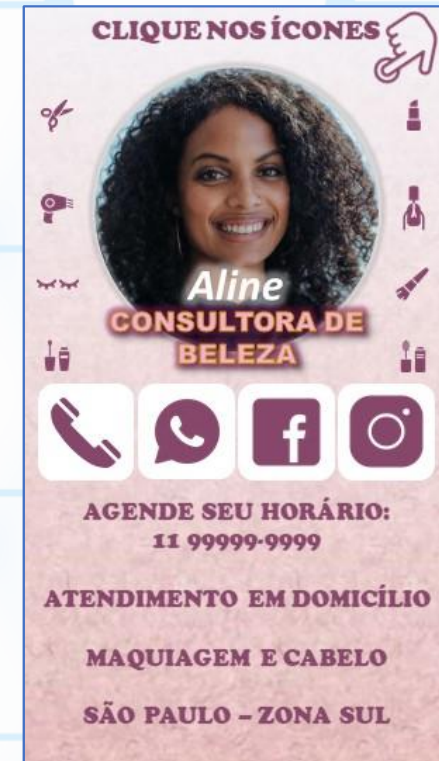 CLIQUE NOS ÍCONES
Aline
CONSULTORA DE
BELEZA
AGENDE SEU HORÁRIO:
11 99999-9999
ATENDIMENTO EM DOMICÍLIO
MAQUIAGEM E CABELO
SÃO PAULO – ZONA SUL